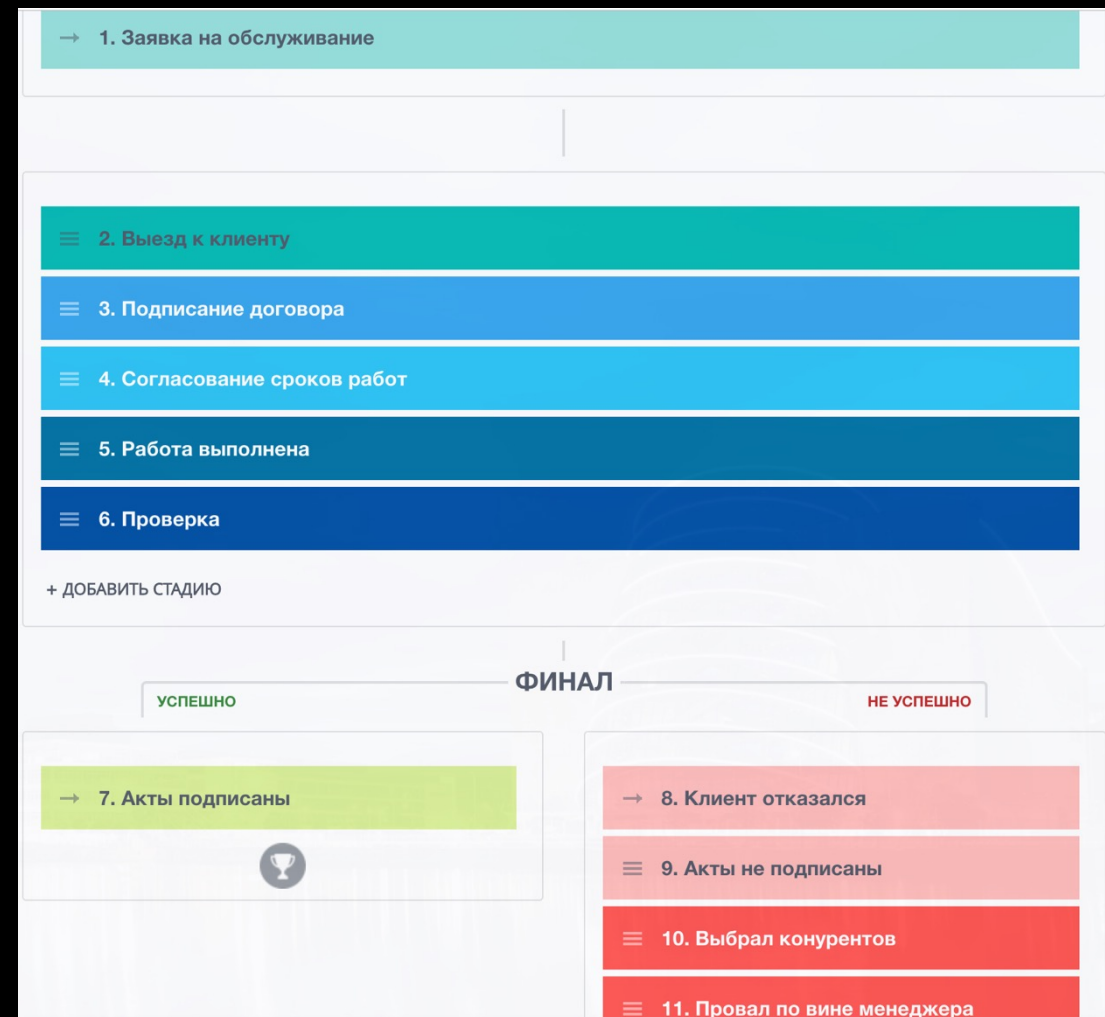 1. Заявка на обслуживание
2. Выезд к клиенту
3. Подписание договора
4. Согласование сроков работ
5. Работа выполнена
6. Проверка
+ ДОБАВИТЬ СТАДИЮ
ФИНАЛ
УСПЕШНО
НЕ УСПЕШНО
7. Акты подписаны
8. Клиент отказался
9. Акты не подписаны
10. Выбрал конурентов
11. Провал по вине менеджера